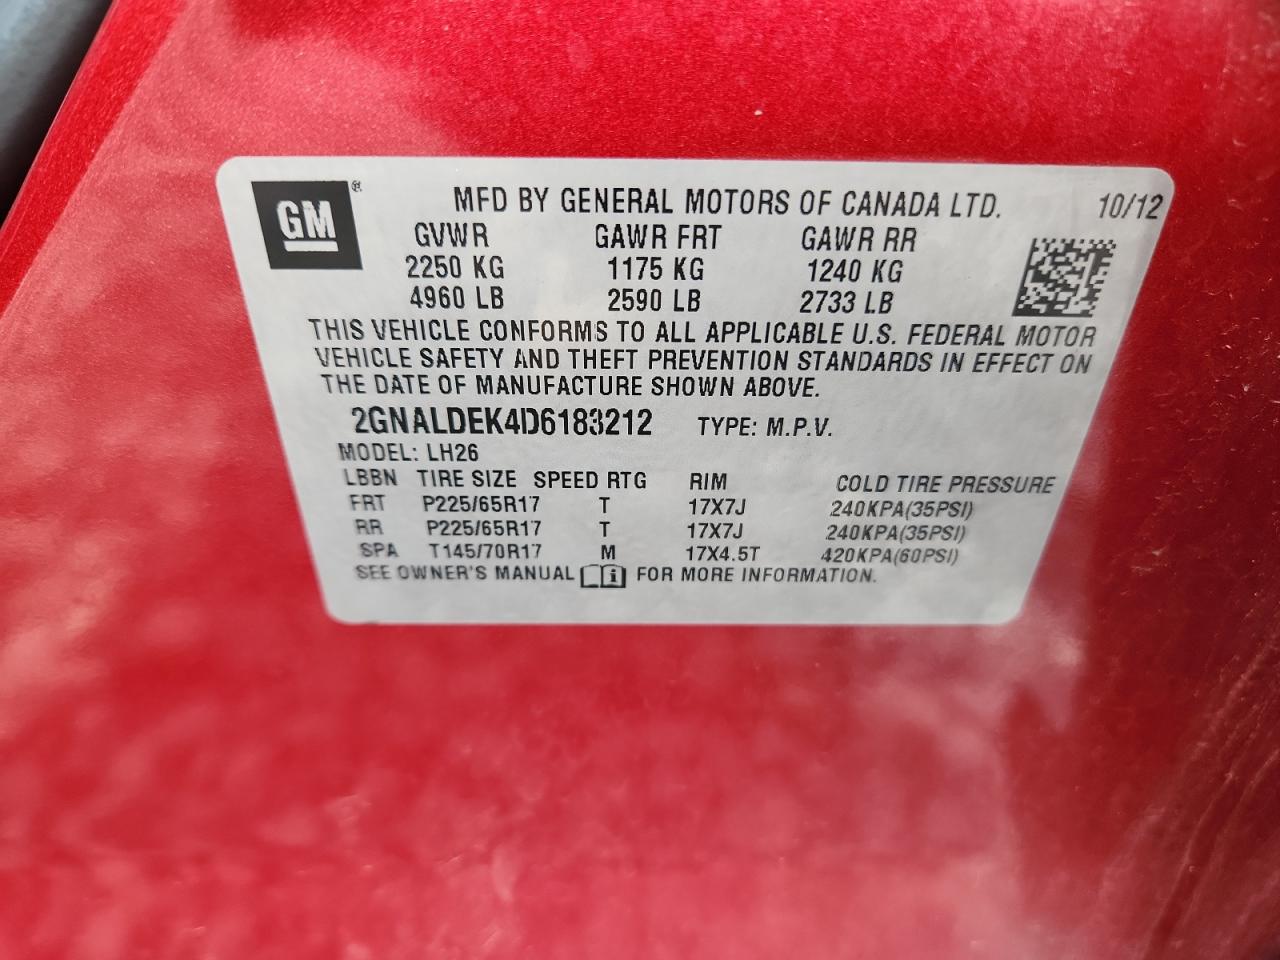 GM ® MFD BY GENERAL MOTORS OF CANADA LTD. 10/12
GVWR GAWR FRT GAWR RR
2250 KG 1175 KG 1240 KG
4960 LB 2590 LB 2733 LB
THIS VEHICLE CONFORMS TO ALL APPLICABLE U.S. FEDERAL MOTOR
VEHICLE SAFETY AND THEFT PREVENTION STANDARDS IN EFFECT ON
THE DATE OF MANUFACTURE SHOWN ABOVE.
2GNALDEK4D6183212 TYPE: M.P.V.
MODEL: LH26
LBBN TIRE SIZE SPEED RTG RIM COLD TIRE PRESSURE
FRT P225/65R17 T 17X7J 240KPA(35PSI)
RR P225/65R17 T 17X7J 240KPA(35PSI)
SPA T145/70R17 M 17X4.5T 420KPA(60PSI)
SEE OWNER'S MANUAL i FOR MORE INFORMATION.